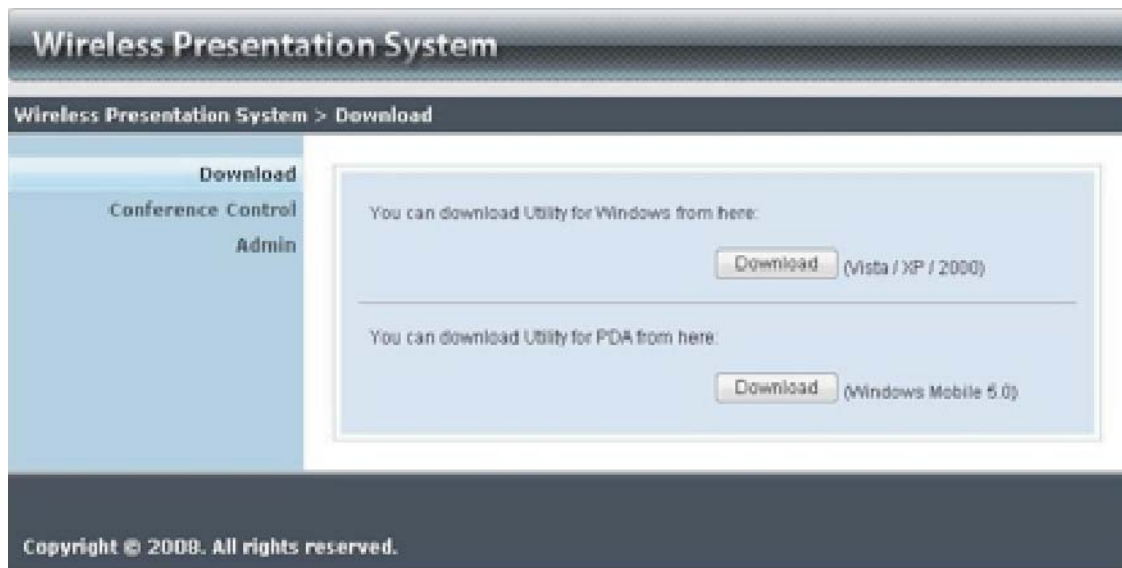 Wireless Presentation System
Wireless Presentation System > Download
Download
Conference Control
Admin
You can download Utility for Windows from here:
Download (Vista / XP / 2000)
You can download Utility for PDA from here:
Download (Windows Mobile 5.0)
Copyright © 2008. All rights reserved.